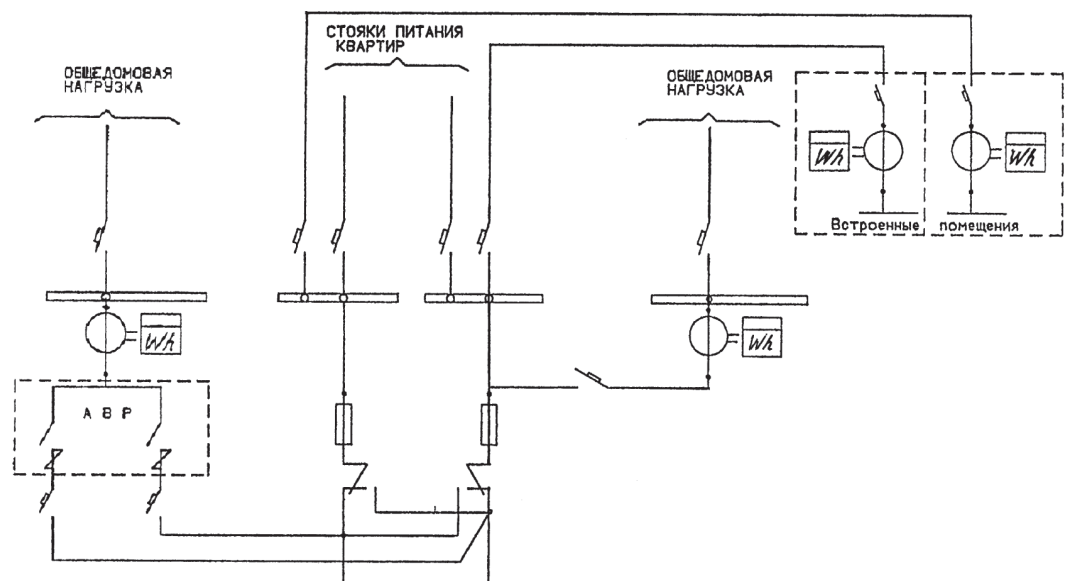 СТОЯКИ ПИТАНИЯ
КВАРТИР
ОБЩЕДОМОВАЯ
НАГРУЗКА
ОБЩЕДОМОВАЯ
НАГРУЗКА
Wh
Wh
Встроенные помещения
Wh
Wh
А В Р